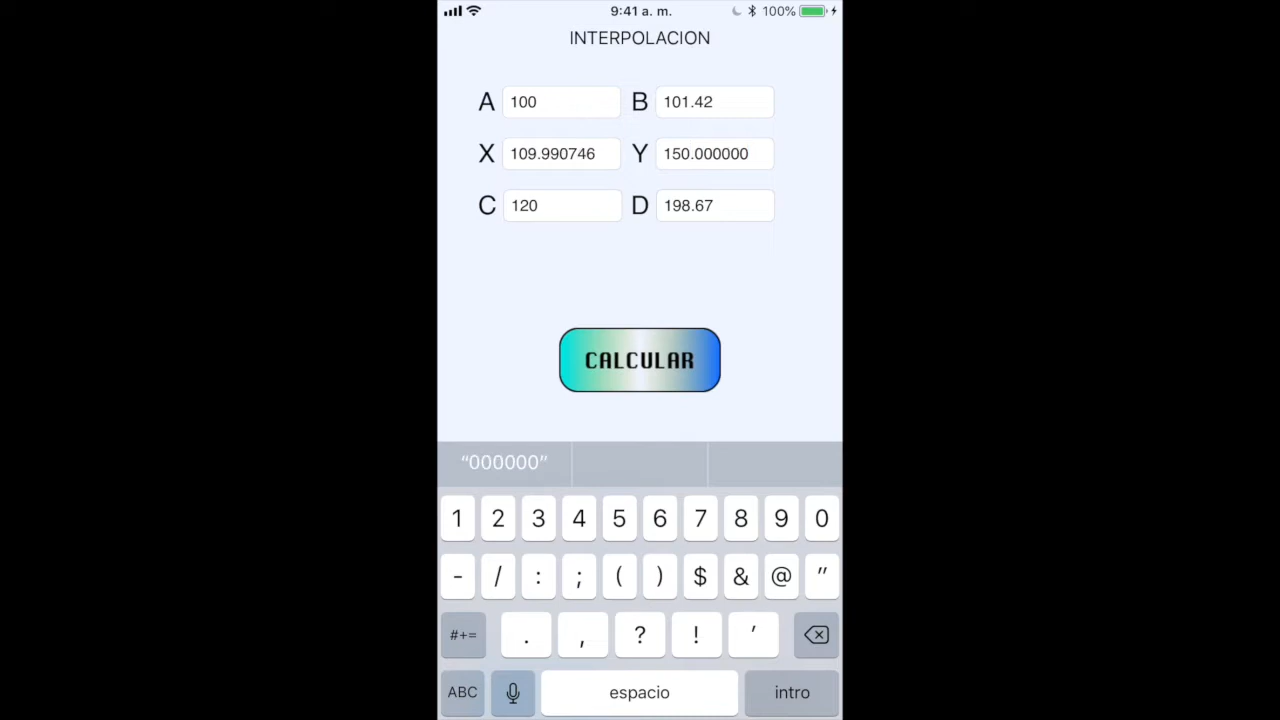 9:41 a. m. 100%
INTERPOLACION
A 100 B 101.42
X 109.990746 Y 150.000000
C 120 D 198.67
CALCULAR
“000000”
1 2 3 4 5 6 7 8 9 0
- / : ; ( ) $ & @ "
#+= . , ? ! '
ABC espacio intro